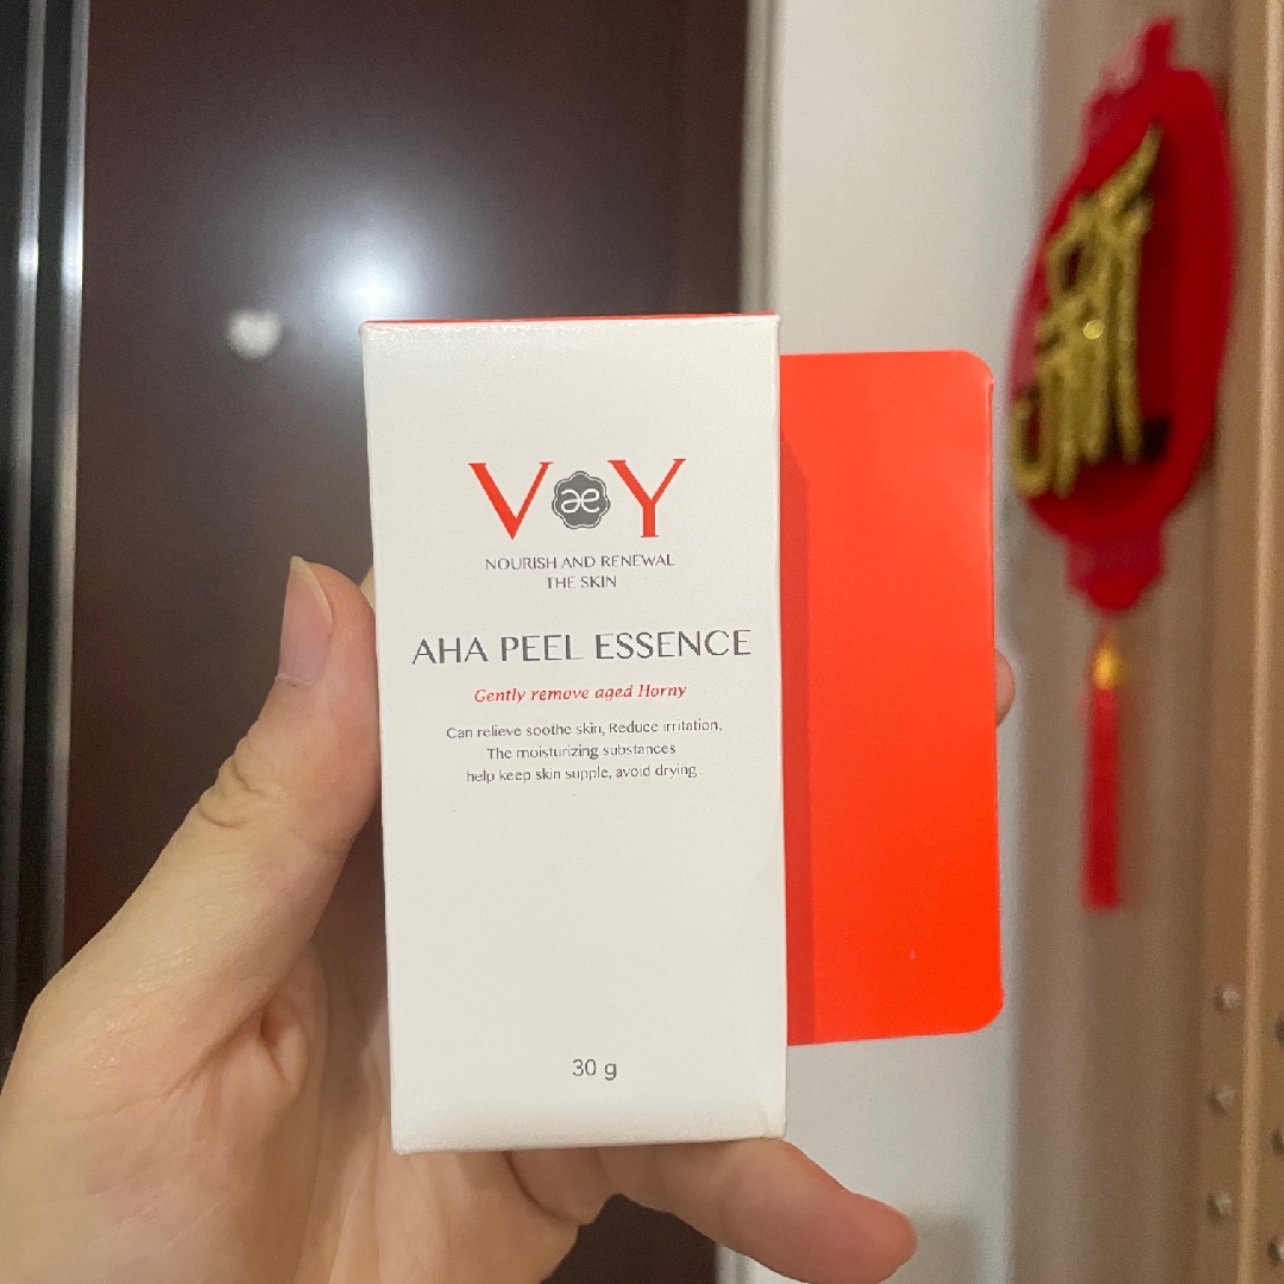 VæY
NOURISH AND RENEWAL
THE SKIN
AHA PEEL ESSENCE
Gently remove aged Horny
Can relieve soothe skin, Reduce irritation,
The moisturizing substances
help keep skin supple, avoid drying.
30 g